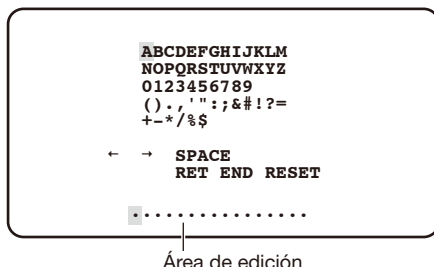 ABCDEFGHIJKLM
NOPQRSTUVWXYZ
0123456789
().,'":;&#!?=
+-*/%$
← → SPACE
RET END RESET
................
Área de edición